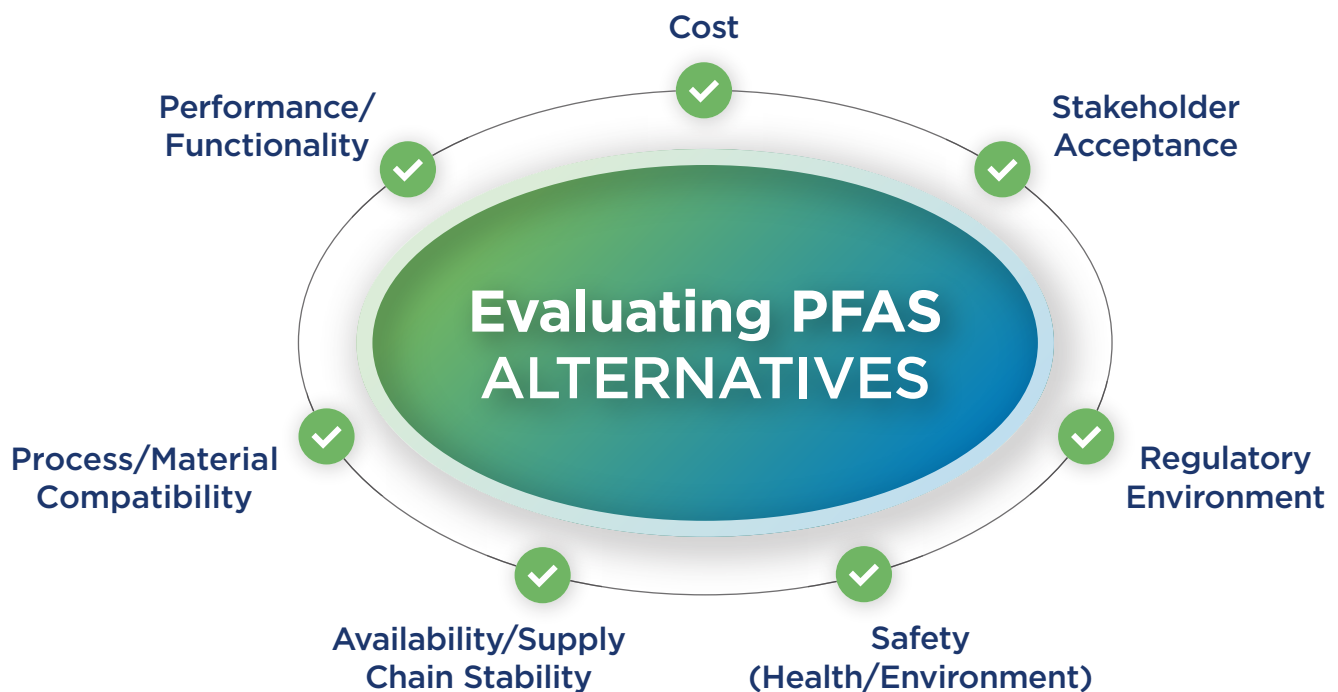 Cost
Performance/
Functionality
Stakeholder
Acceptance
Evaluating PFAS
ALTERNATIVES
Process/Material
Compatibility
Regulatory
Environment
Availability/Supply
Chain Stability
Safety
(Health/Environment)